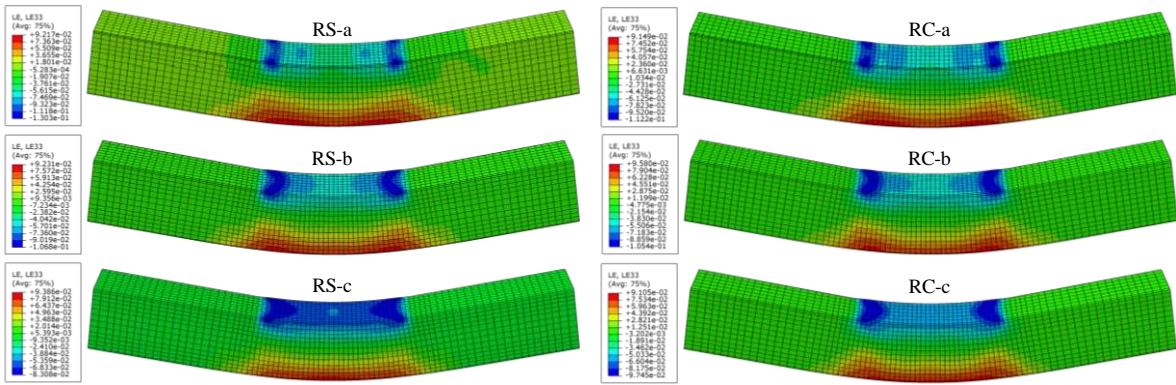 LE, LE33
(Avg: 75%)
+9.217e-02
+7.363e-02
+5.509e-02
+3.655e-02
+1.801e-02
-5.283e-04
-1.907e-02
-3.761e-02
-5.615e-02
-7.469e-02
-9.323e-02
-1.118e-01
-1.303e-01
RS-a
LE, LE33
(Avg: 75%)
+9.149e-02
+7.452e-02
+5.754e-02
+4.057e-02
+2.360e-02
+6.631e-03
-1.034e-02
-2.731e-02
-4.428e-02
-6.125e-02
-7.823e-02
-9.520e-02
-1.122e-01
RC-a
LE, LE33
(Avg: 75%)
+9.231e-02
+7.572e-02
+5.913e-02
+4.254e-02
+2.595e-02
+9.356e-03
-7.234e-03
-2.382e-02
-4.042e-02
-5.701e-02
-7.360e-02
-9.019e-02
-1.068e-01
RS-b
LE, LE33
(Avg: 75%)
+9.580e-02
+7.904e-02
+6.228e-02
+4.551e-02
+2.875e-02
+1.199e-02
-4.775e-03
-2.154e-02
-3.830e-02
-5.506e-02
-7.183e-02
-8.859e-02
-1.054e-01
RC-b
LE, LE33
(Avg: 75%)
+9.386e-02
+7.912e-02
+6.437e-02
+4.963e-02
+3.488e-02
+2.014e-02
+5.393e-03
-9.352e-03
-2.410e-02
-3.884e-02
-5.359e-02
-6.833e-02
-8.308e-02
RS-c
LE, LE33
(Avg: 75%)
+9.105e-02
+7.534e-02
+5.963e-02
+4.392e-02
+2.821e-02
+1.251e-02
-3.202e-03
-1.891e-02
-3.462e-02
-5.033e-02
-6.604e-02
-8.175e-02
-9.745e-02
RC-c